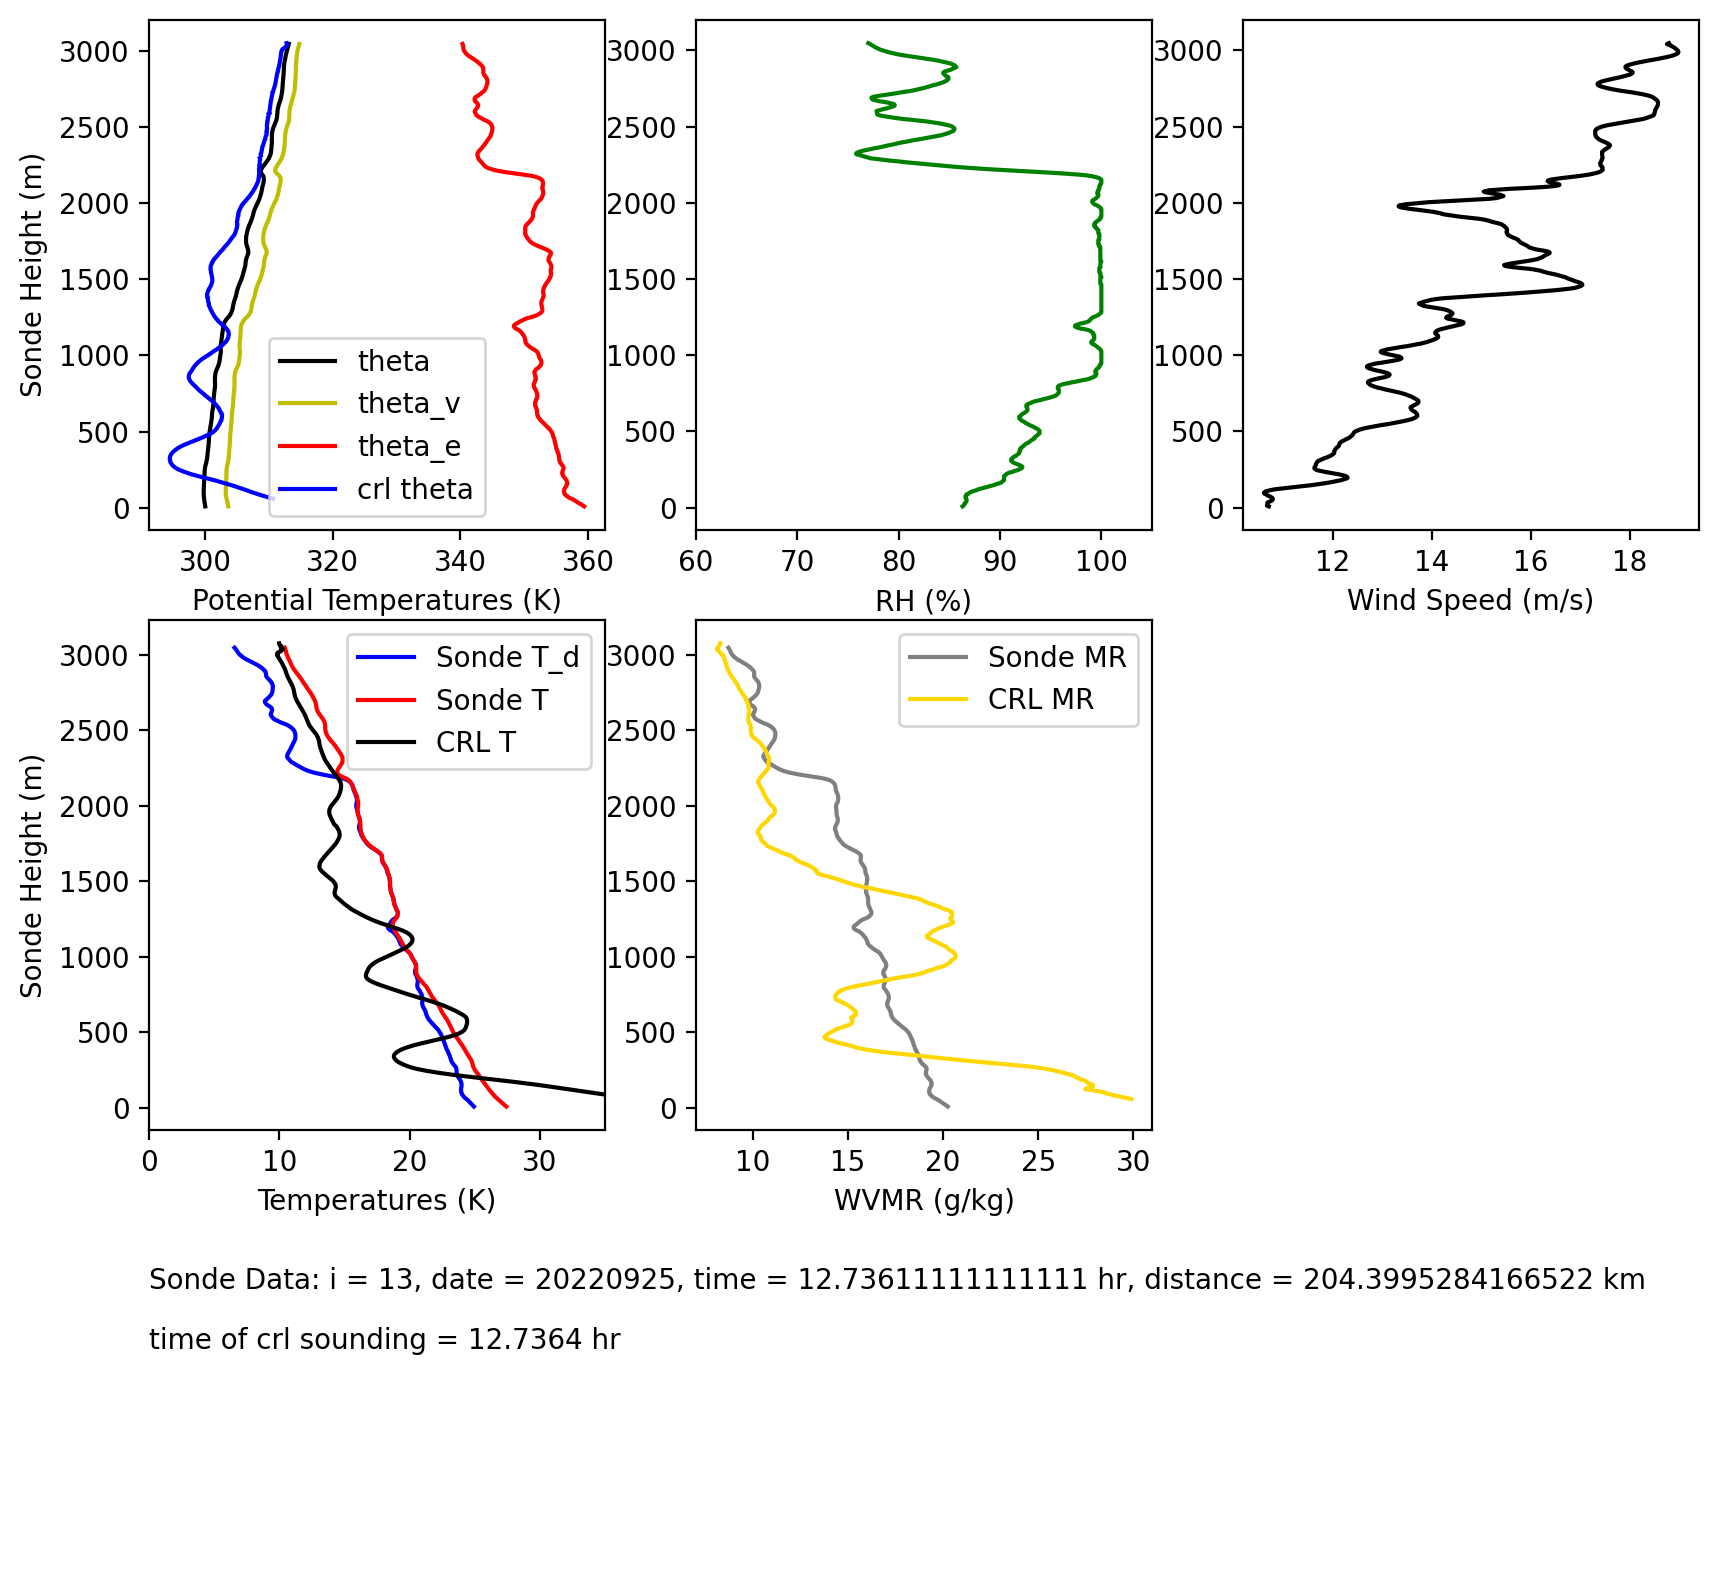 3000
2500
2000
1500
1000
500
0
Sonde Height (m)
300 320 340 360
Potential Temperatures (K)
theta
theta_v
theta_e
crl theta
3000
2500
2000
1500
1000
500
0
60 70 80 90 100
RH (%)
3000
2500
2000
1500
1000
500
0
12 14 16 18
Wind Speed (m/s)
3000
2500
2000
1500
1000
500
0
Sonde Height (m)
0 10 20 30
Temperatures (K)
Sonde T_d
Sonde T
CRL T
3000
2500
2000
1500
1000
500
0
10 15 20 25 30
WVMR (g/kg)
Sonde MR
CRL MR
Sonde Data: i = 13, date = 20220925, time = 12.73611111111111 hr, distance = 204.3995284166522 km
time of crl sounding = 12.7364 hr